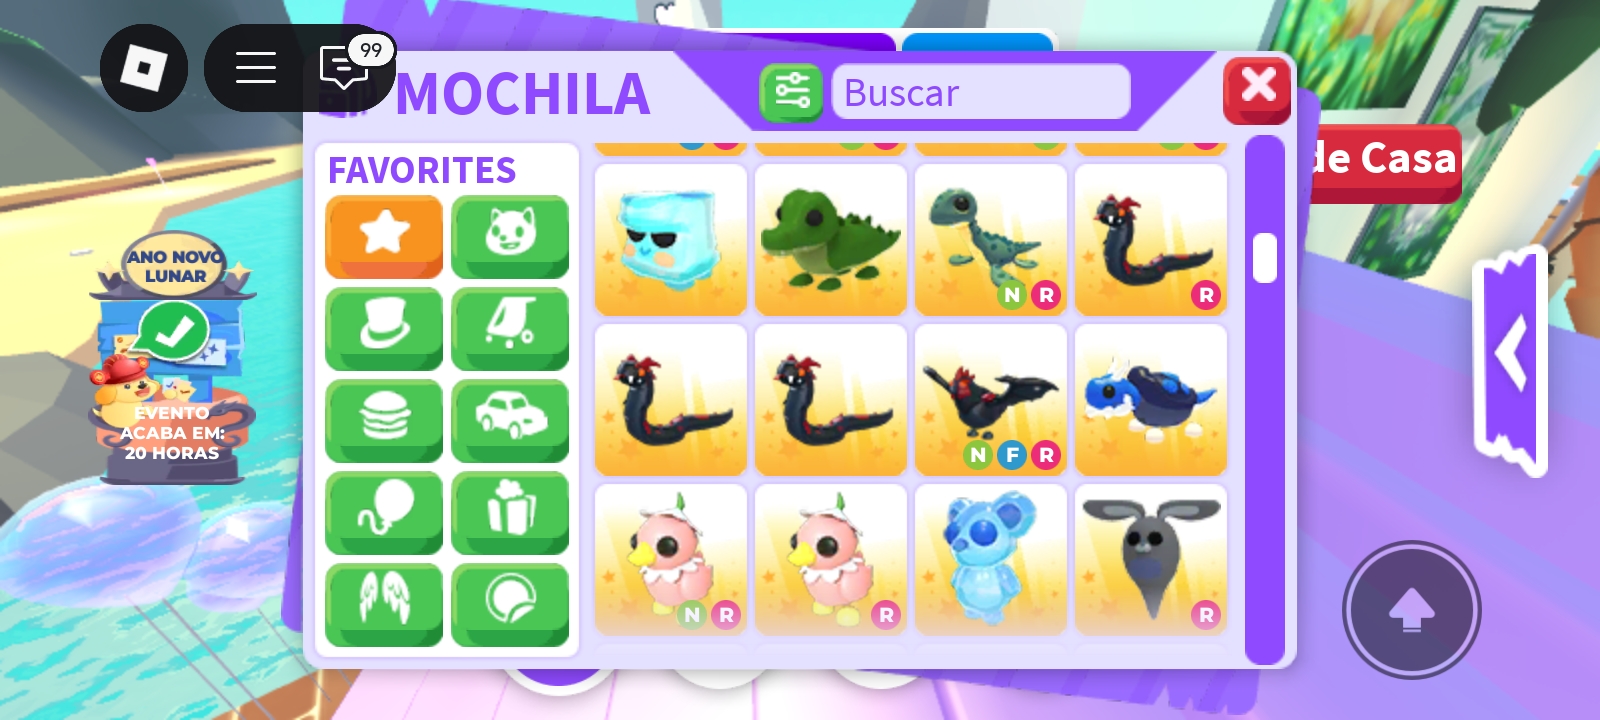 99
MOCHILA
Buscar
de Casa
FAVORITES
ANO NOVO
LUNAR
EVENTO
ACABA EM:
20 HORAS
N R
R
N F R
N R
R
R